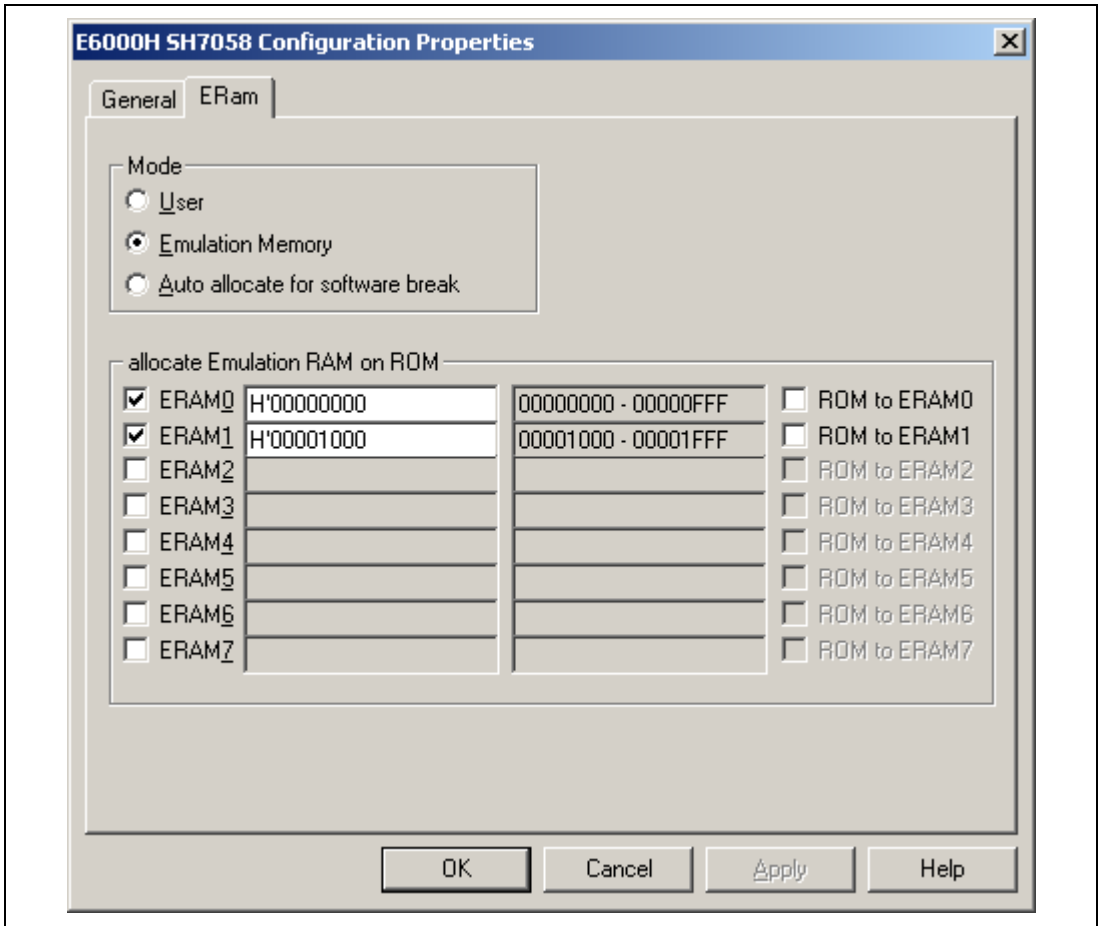 E6000H SH7058 Configuration Properties
General ERam
Mode
User
Emulation Memory
Auto allocate for software break
allocate Emulation RAM on ROM
ERAM0 H'00000000 00000000 - 00000FFF ROM to ERAM0
ERAM1 H'00001000 00001000 - 00001FFF ROM to ERAM1
ERAM2 ROM to ERAM2
ERAM3 ROM to ERAM3
ERAM4 ROM to ERAM4
ERAM5 ROM to ERAM5
ERAM6 ROM to ERAM6
ERAM7 ROM to ERAM7
OK Cancel Apply Help